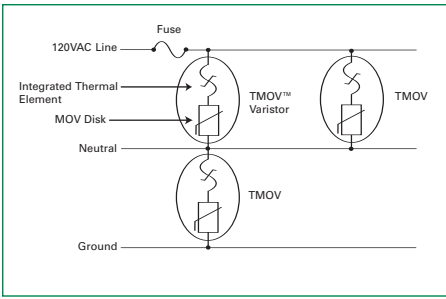 Fuse
120VAC Line
Integrated Thermal
Element
TMOV™
Varistor
TMOV
MOV Disk
Neutral
TMOV
Ground